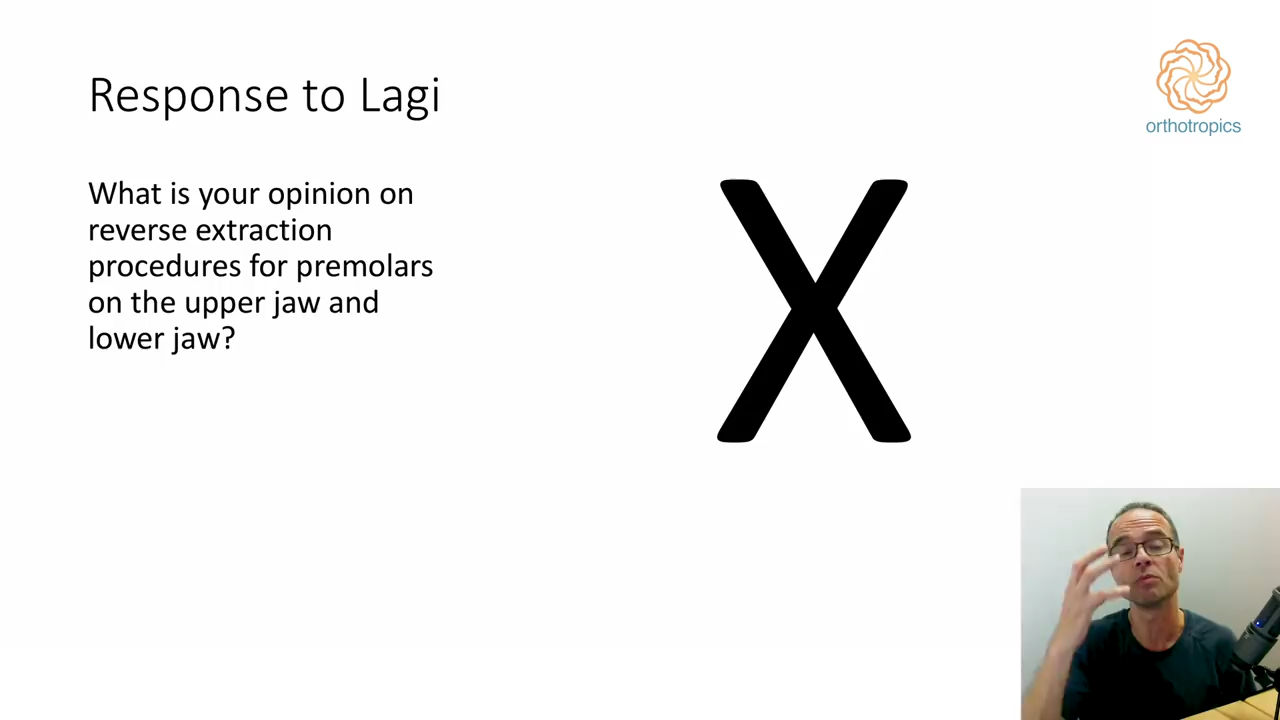 Response to Lagi
orthotropics
What is your opinion on
reverse extraction
procedures for premolars
on the upper jaw and
lower jaw?
X